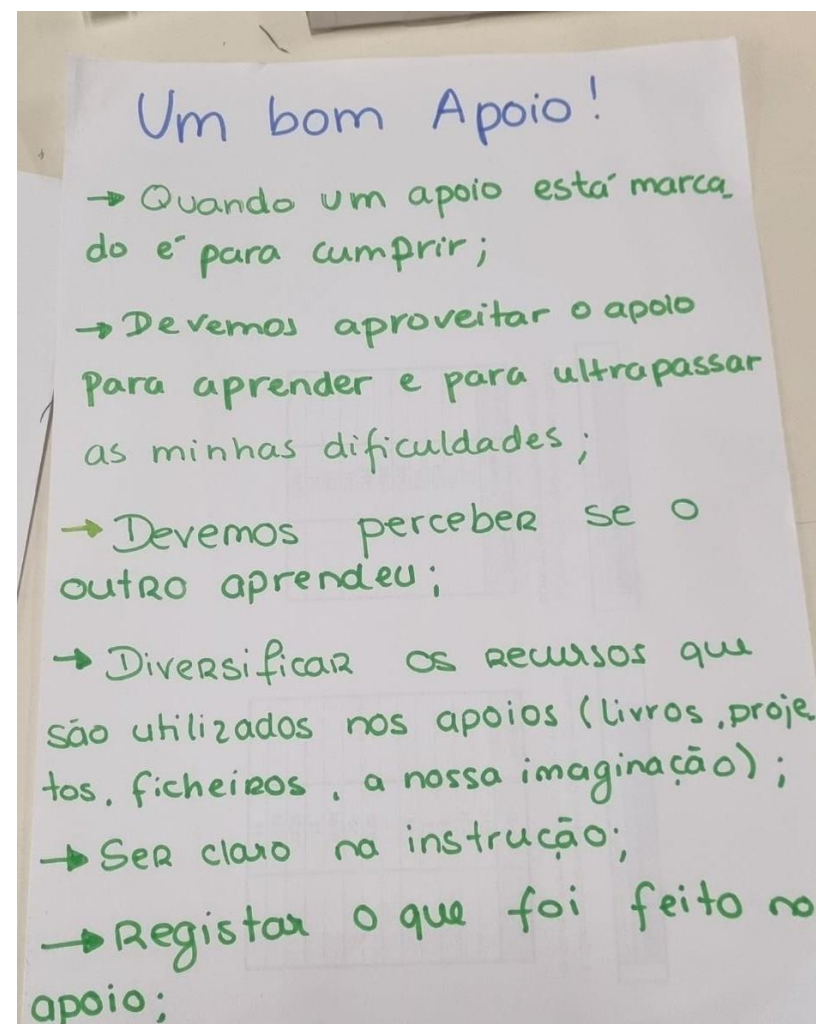 Um bom Apoio!
→ Quando um apoio está marca
do é para cumprir;
→ Devemos aproveitar o apoio
para aprender e para ultrapassar
as minhas dificuldades;
→ Devemos perceber se o
outro aprendeu;
→ Diversificar os recursos que
são utilizados nos apoios (livros, proje
tos, ficheiros, a nossa imaginação);
→ Ser claro na instrução;
→ Registar o que foi feito no
apoio;